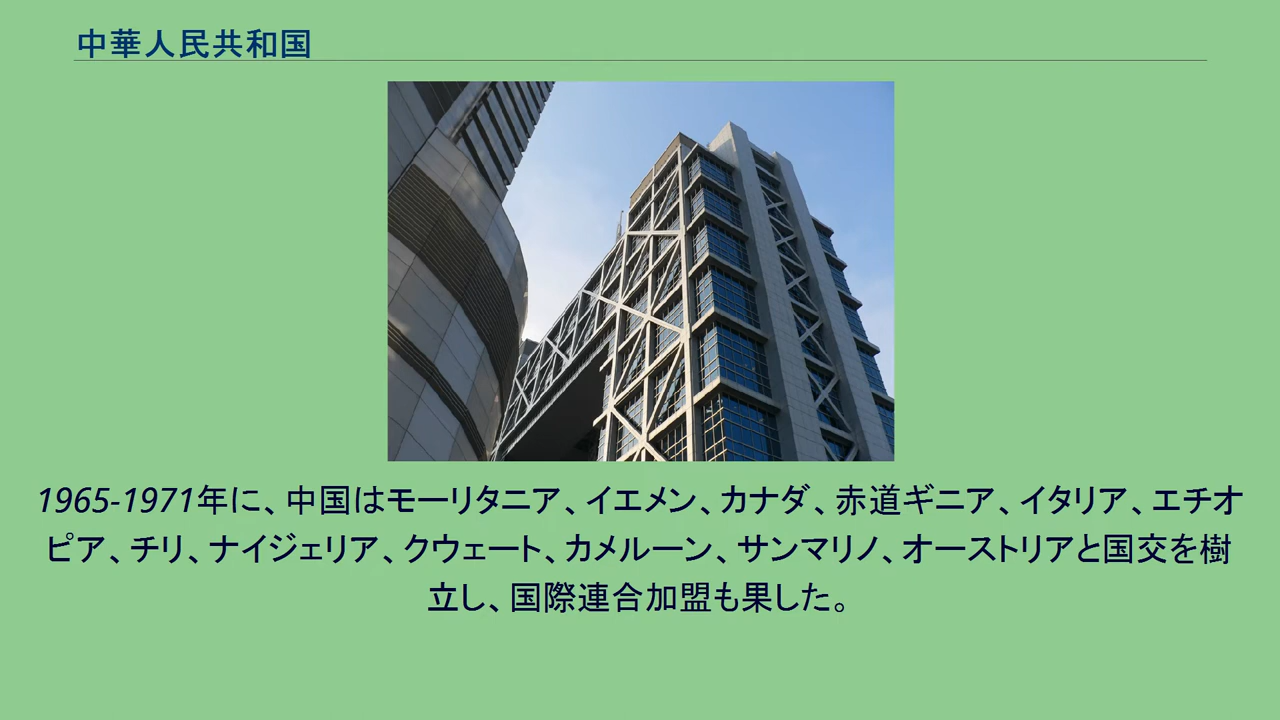 中華人民共和国
1965-1971年に、中国はモーリタニア、イエメン、カナダ、赤道ギニア、イタリア、エチオ
ピア、チリ、ナイジェリア、クウェート、カメルーン、サンマリノ、オーストリアと国交を樹
立し、国際連合加盟も果した。